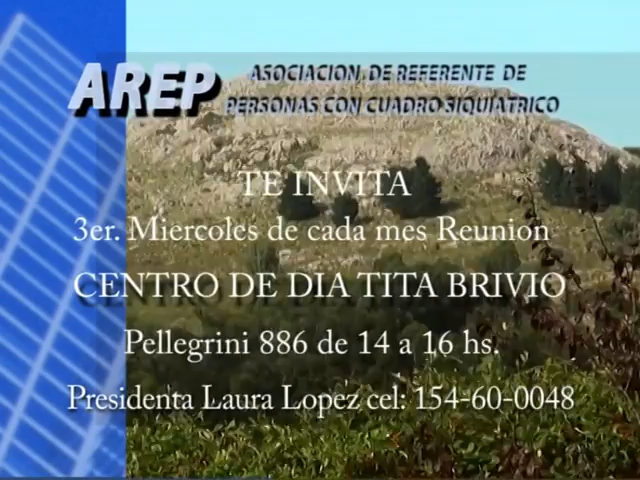 AREP
ASOCIACION DE REFERENTE DE
PERSONAS CON CUADRO SIQUIATRICO
TE INVITA
3er. Miercoles de cada mes Reunion
CENTRO DE DIA TITA BRIVIO
Pellegrini 886 de 14 a 16 hs.
Presidenta Laura Lopez cel: 154-60-0048